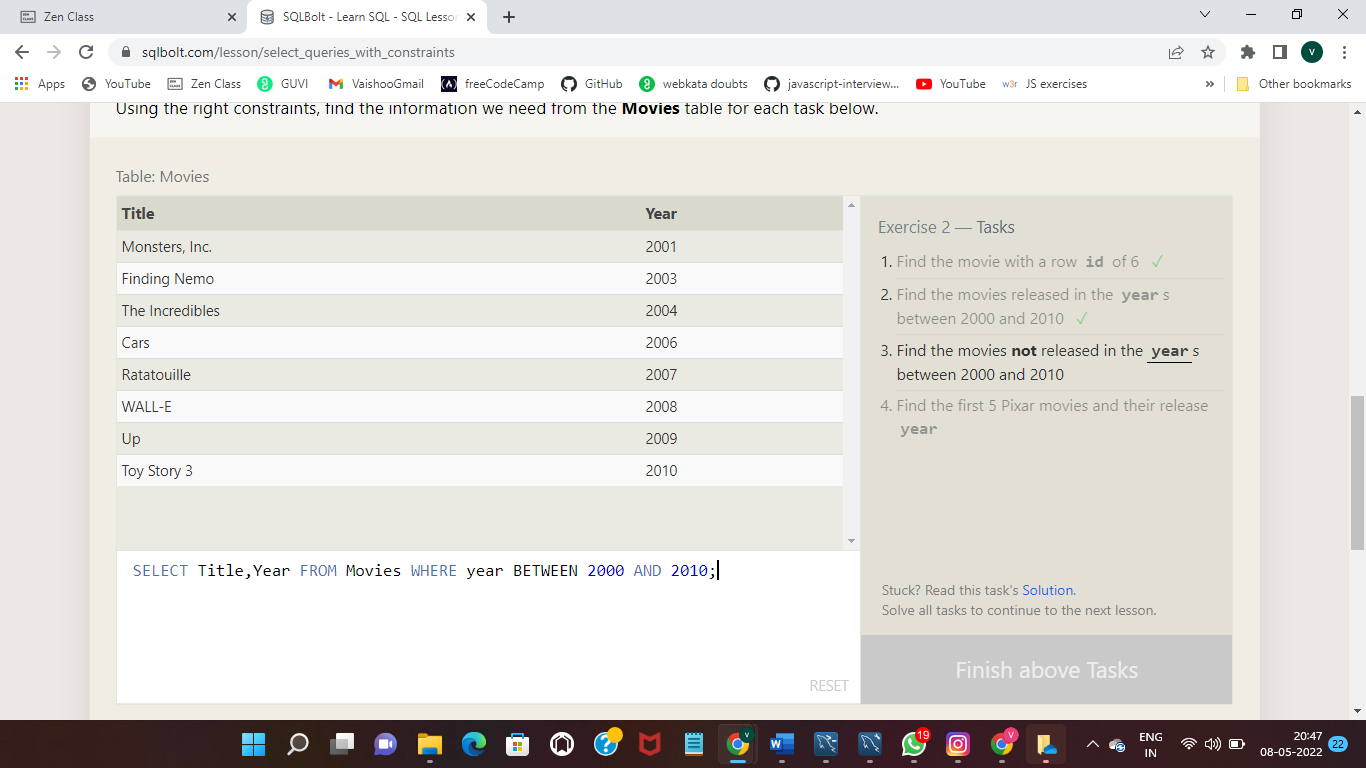 Zen Class
SQLBolt - Learn SQL - SQL Lesso
sqlbolt.com/lesson/select_queries_with_constraints
V
Apps
YouTube
Zen Class
GUVI
VaishooGmail
freeCodeCamp
GitHub
webkata doubts
javascript-interview...
YouTube
w3r JS exercises
»
Other bookmarks
Using the right constraints, find the information we need from the Movies table for each task below.
Table: Movies
Title Year
Monsters, Inc. 2001
Finding Nemo 2003
The Incredibles 2004
Cars 2006
Ratatouille 2007
WALL-E 2008
Up 2009
Toy Story 3 2010
SELECT Title,Year FROM Movies WHERE year BETWEEN 2000 AND 2010;
RESET
Exercise 2 — Tasks
1. Find the movie with a row id of 6 ✓
2. Find the movies released in the year s
between 2000 and 2010 ✓
3. Find the movies not released in the year s
between 2000 and 2010
4. Find the first 5 Pixar movies and their release
year
Stuck? Read this task's Solution.
Solve all tasks to continue to the next lesson.
Finish above Tasks
19
ENG
IN
20:47
08-05-2022
22